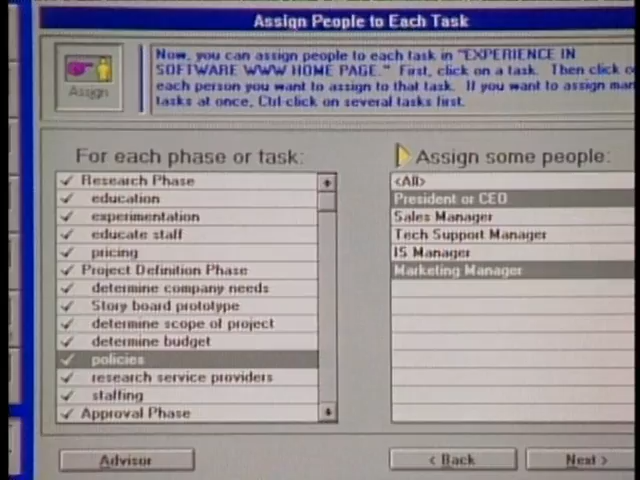 Assign People to Each Task
Assign
Now, you can assign people to each task in "EXPERIENCE IN
SOFTWARE WWW HOME PAGE." First, click on a task. Then click
each person you want to assign to that task. If you want to assign
tasks at once, Ctrl-click on several tasks first.
For each phase or task:
Research Phase
education
experimentation
educate staff
pricing
Project Definition Phase
determine company needs
Story board prototype
determine scope of project
determine budget
policies
research service providers
staffing
Approval Phase
Assign some people:
<All>
President or CEO
Sales Manager
Tech Support Manager
IS Manager
Marketing Manager
Advisor
< Back
Next >